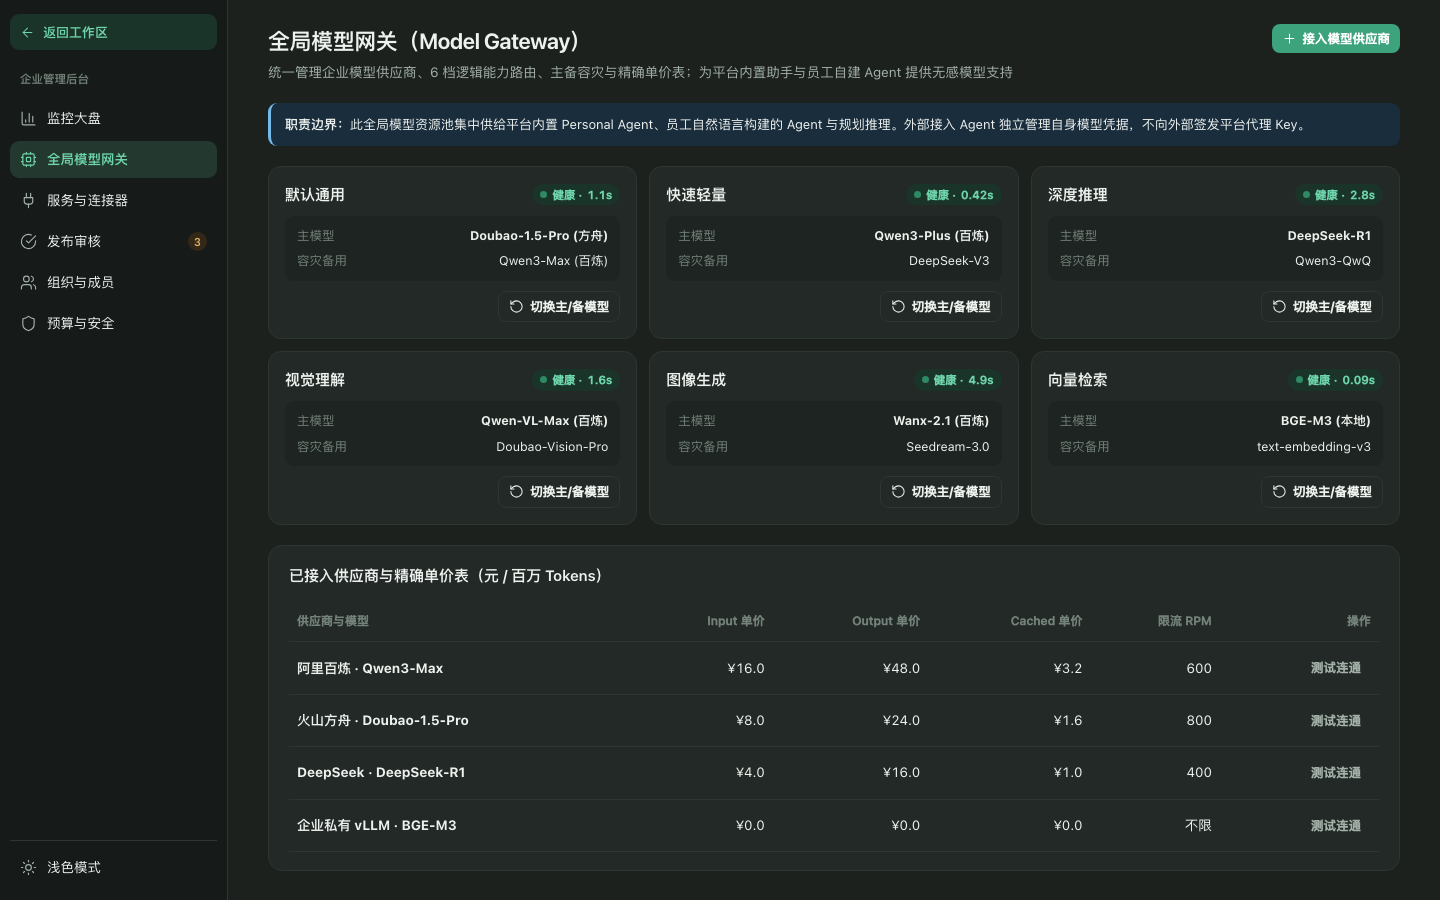 返回工作区
企业管理后台
监控大盘
全局模型网关
服务与连接器
发布审核 3
组织与成员
预算与安全
浅色模式
全局模型网关（Model Gateway）
接入模型供应商
统一管理企业模型供应商、6 档逻辑能力路由、主备容灾与精确单价表；为平台内置助手与员工自建 Agent 提供无感模型支持
职责边界：此全局模型资源池集中供给平台内置 Personal Agent、员工自然语言构建的 Agent 与规划推理。外部接入 Agent 独立管理自身模型凭据，不向外部签发平台代理 Key。
默认通用 健康 · 1.1s
主模型 Doubao-1.5-Pro (方舟)
容灾备用 Qwen3-Max (百炼)
切换主/备模型
快速轻量 健康 · 0.42s
主模型 Qwen3-Plus (百炼)
容灾备用 DeepSeek-V3
切换主/备模型
深度推理 健康 · 2.8s
主模型 DeepSeek-R1
容灾备用 Qwen3-QwQ
切换主/备模型
视觉理解 健康 · 1.6s
主模型 Qwen-VL-Max (百炼)
容灾备用 Doubao-Vision-Pro
切换主/备模型
图像生成 健康 · 4.9s
主模型 Wanx-2.1 (百炼)
容灾备用 Seedream-3.0
切换主/备模型
向量检索 健康 · 0.09s
主模型 BGE-M3 (本地)
容灾备用 text-embedding-v3
切换主/备模型
已接入供应商与精确单价表（元 / 百万 Tokens）
供应商与模型 Input 单价 Output 单价 Cached 单价 限流 RPM 操作
阿里百炼 · Qwen3-Max ¥16.0 ¥48.0 ¥3.2 600 测试连通
火山方舟 · Doubao-1.5-Pro ¥8.0 ¥24.0 ¥1.6 800 测试连通
DeepSeek · DeepSeek-R1 ¥4.0 ¥16.0 ¥1.0 400 测试连通
企业私有 vLLM · BGE-M3 ¥0.0 ¥0.0 ¥0.0 不限 测试连通